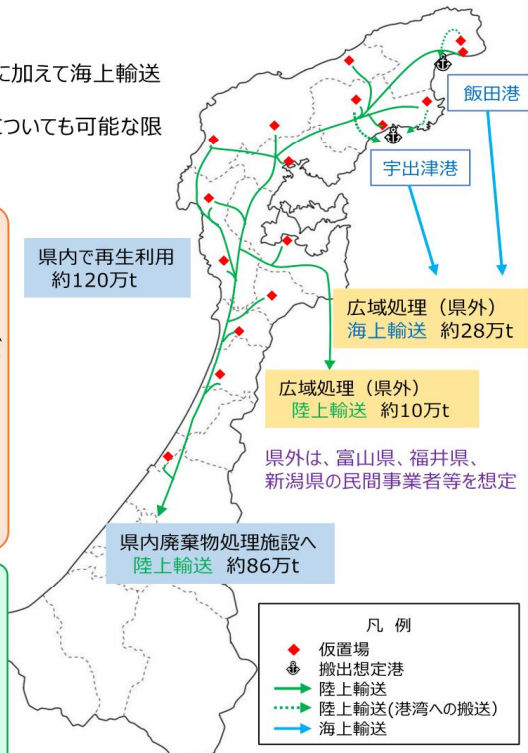 に加えて海上輸送
についても可能な限
飯田港
宇出津港
県内で再生利用
約120万t
広域処理（県外）
海上輸送 約28万t
広域処理（県外）
陸上輸送 約10万t
県外は、富山県、福井県、
新潟県の民間事業者等を想定
県内廃棄物処理施設へ
陸上輸送 約86万t
凡 例
仮置場
搬出想定港
陸上輸送
陸上輸送(港湾への搬送)
海上輸送